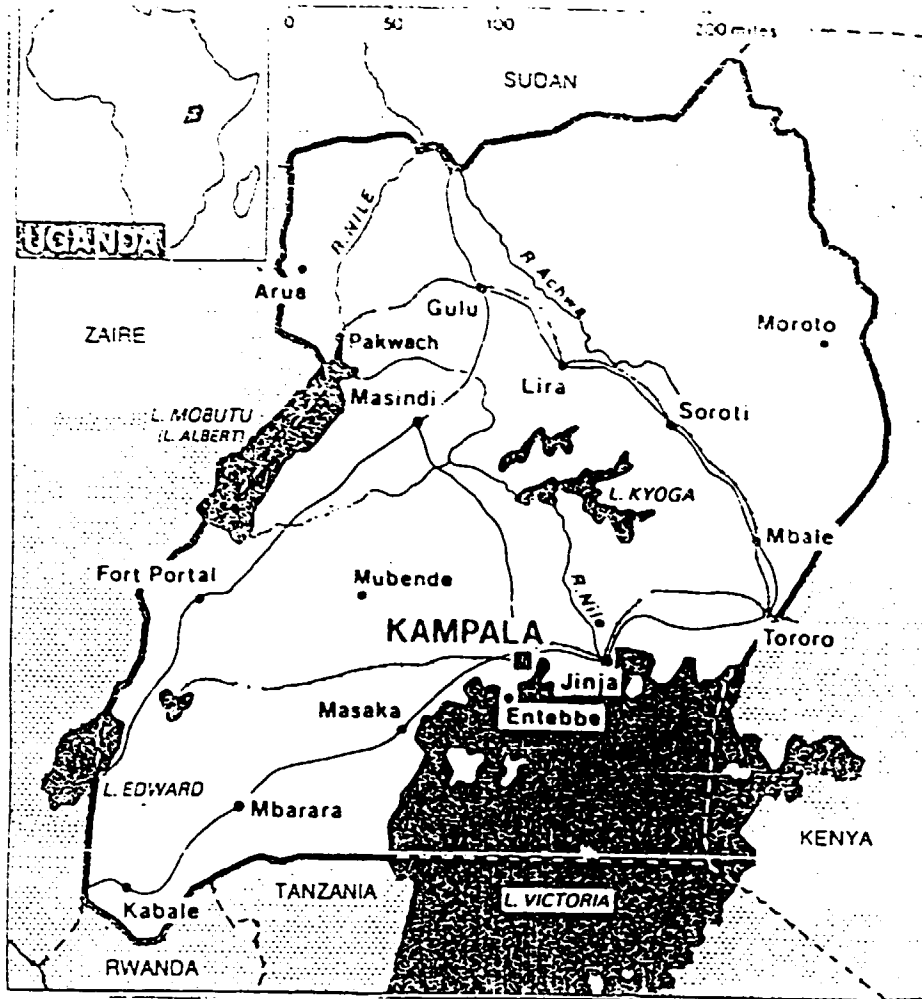 0 50 100 200 miles
SUDAN
UGANDA
R. NILE
R. Achwa
Arua
Gulu
Moroto
ZAIRE
Pakwach
Lira
Masindi
L. MOBUTU
(L. ALBERT)
Soroti
L. KYOGA
Mbale
Fort Portal
Mubende
R. Nile
KAMPALA
Tororo
Jinja
Masaka
Entebbe
L. EDWARD
Mbarara
KENYA
TANZANIA
L. VICTORIA
Kabale
RWANDA